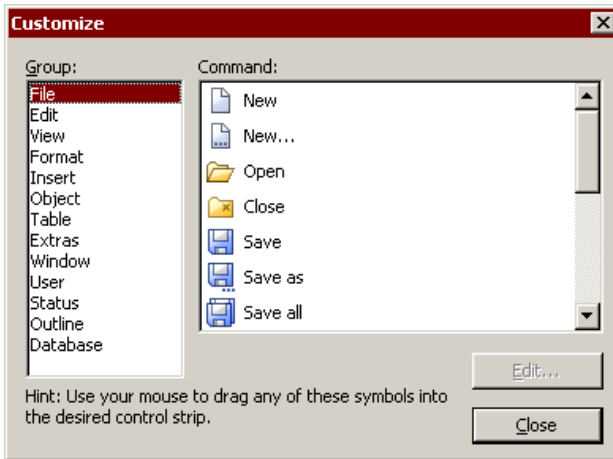 Customize
Group:
File
Edit
View
Format
Insert
Object
Table
Extras
Window
User
Status
Outline
Database
Command:
New
New...
Open
Close
Save
Save as
Save all
Edit...
Hint: Use your mouse to drag any of these symbols into
the desired control strip.
Close